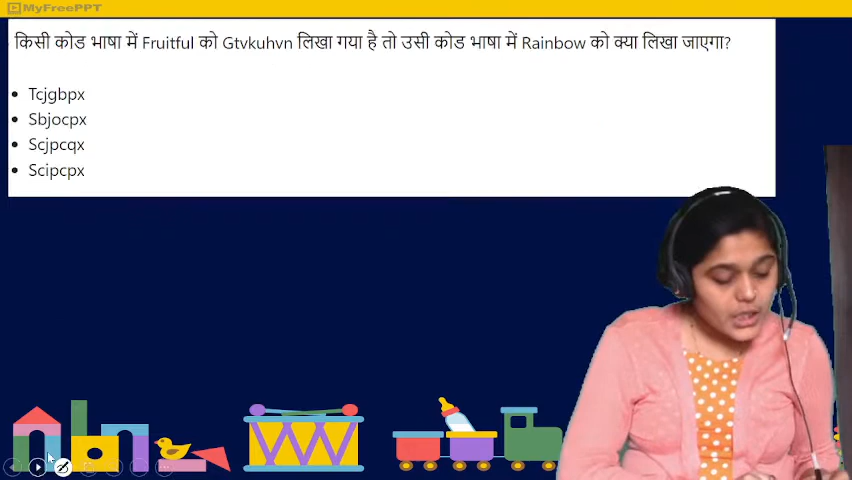 MyFreePPT
किसी कोड भाषा में Fruitful को Gtvkuhvn लिखा गया है तो उसी कोड भाषा में Rainbow को क्या लिखा जाएगा?
Tcjgbpx
Sbjocpx
Scjpcqx
Scipcpx